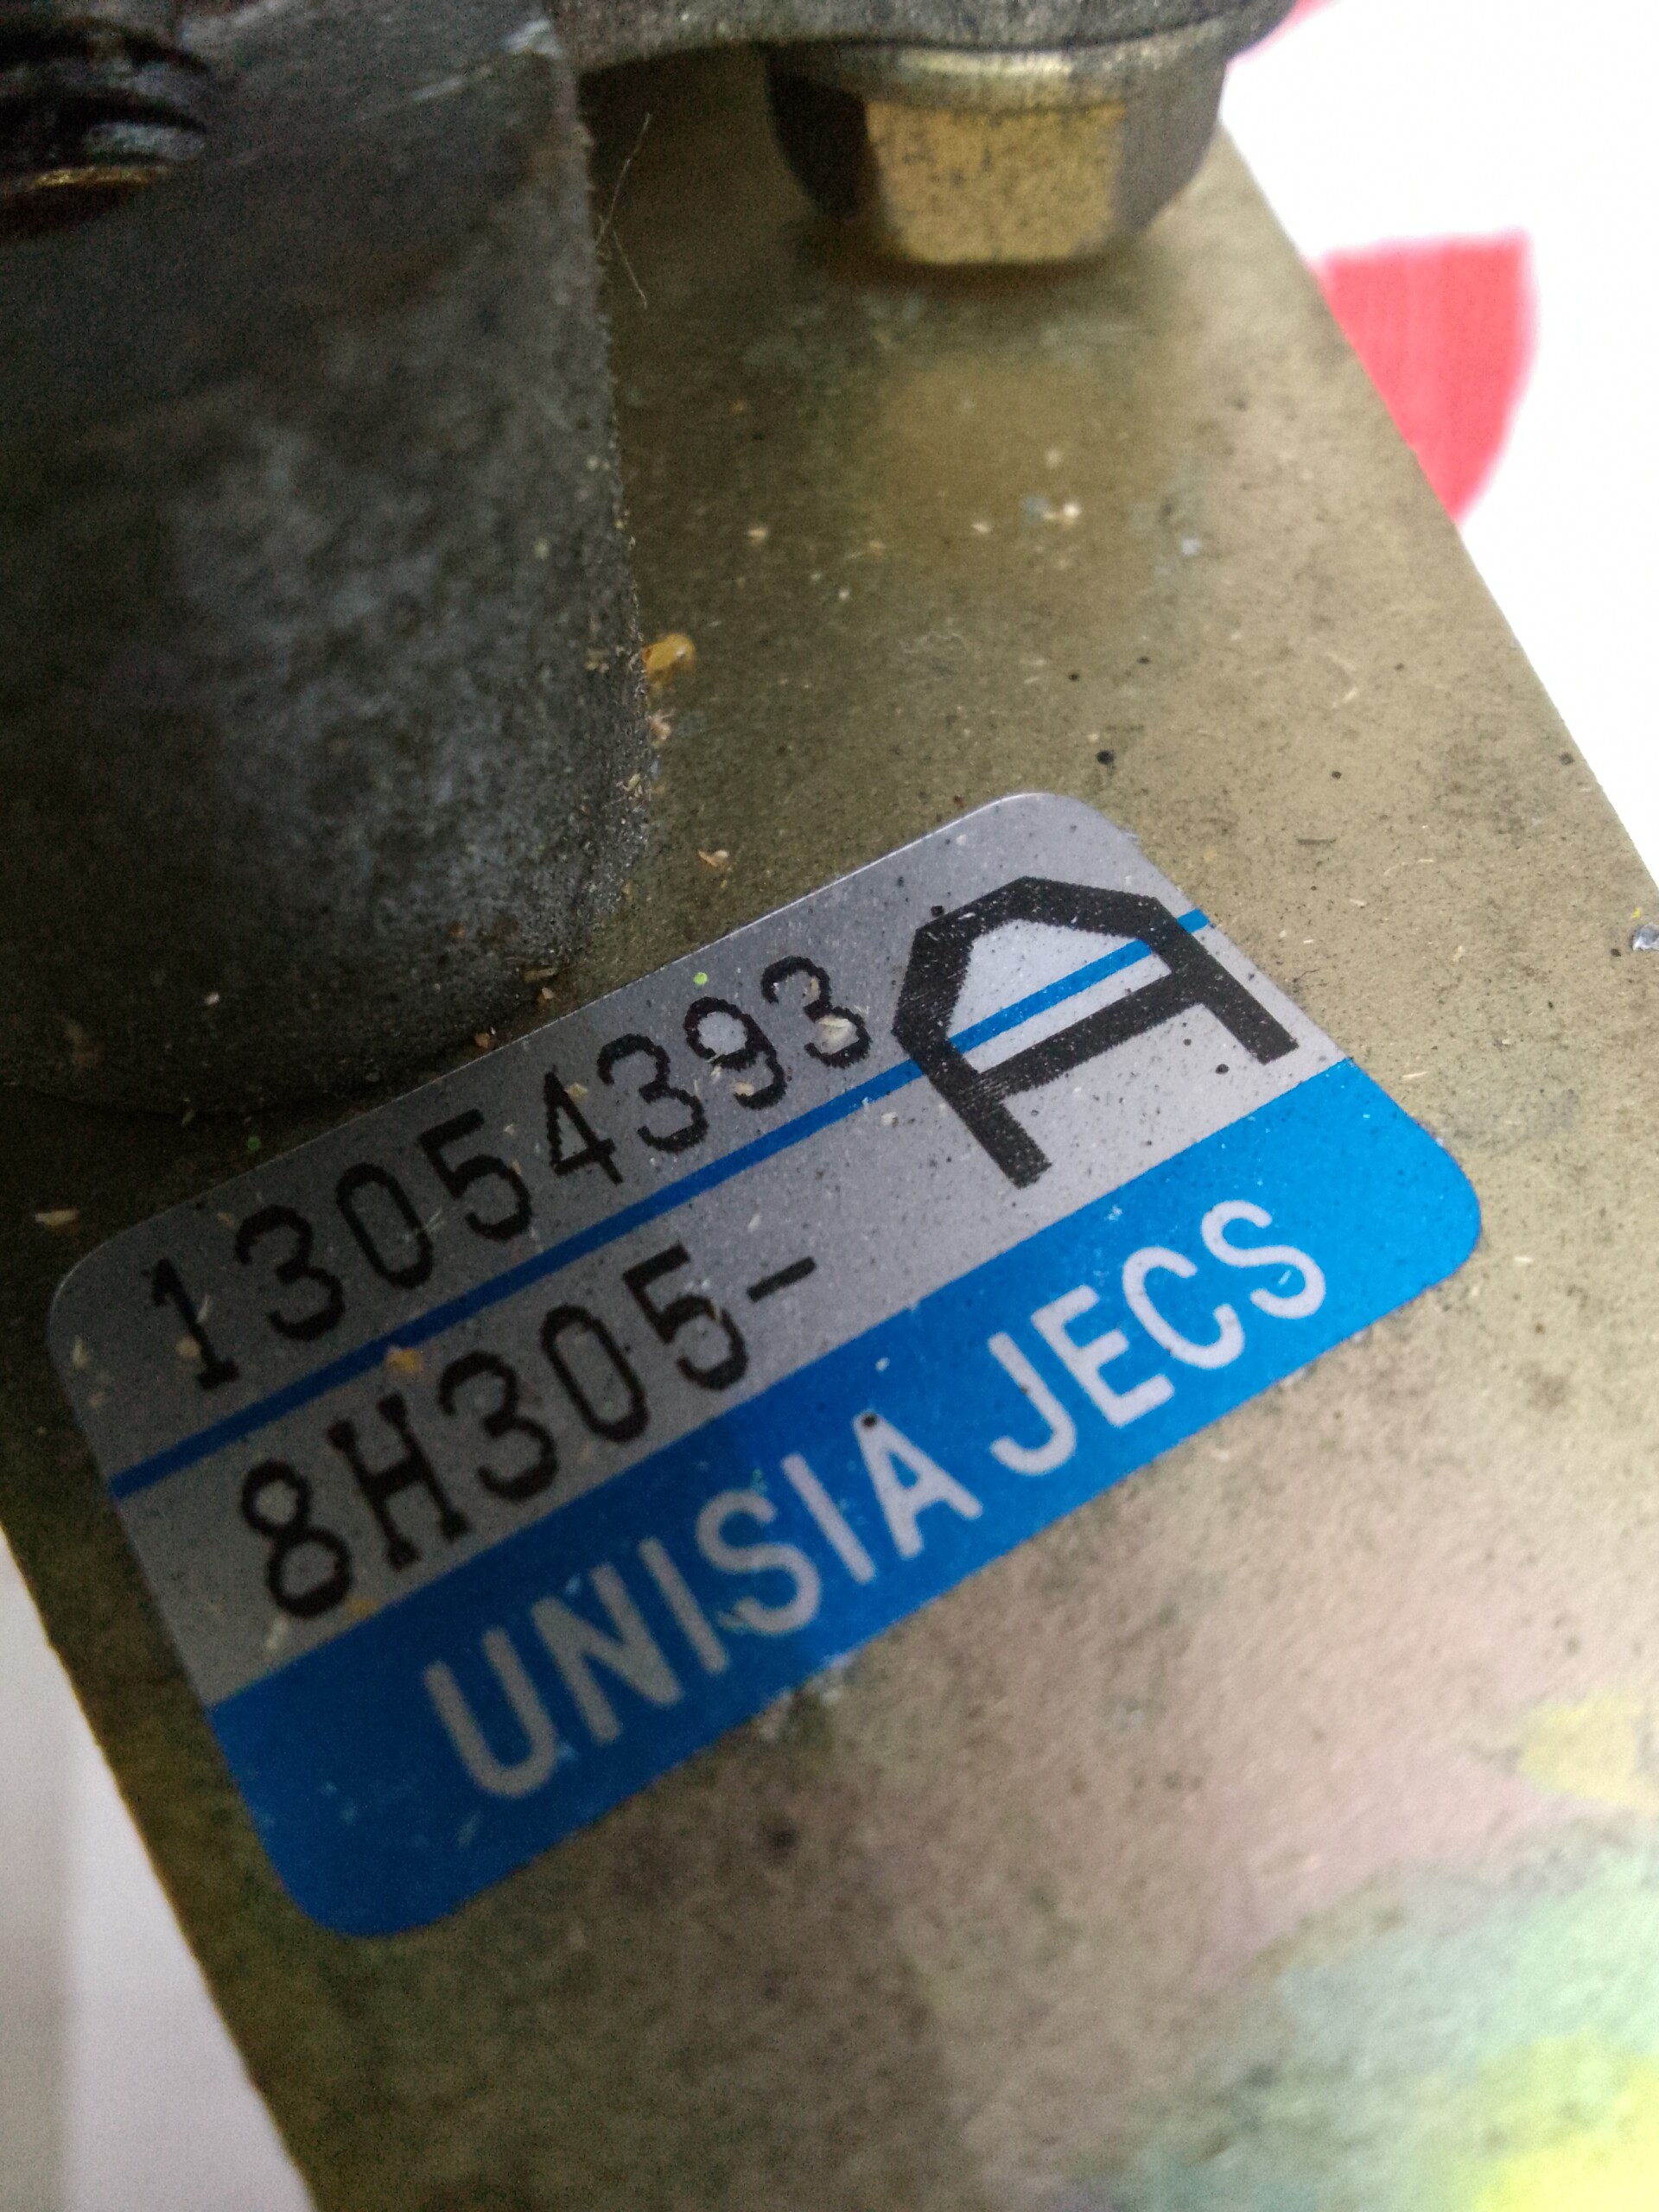 13054393
A
8H305-
UNISIA JECS